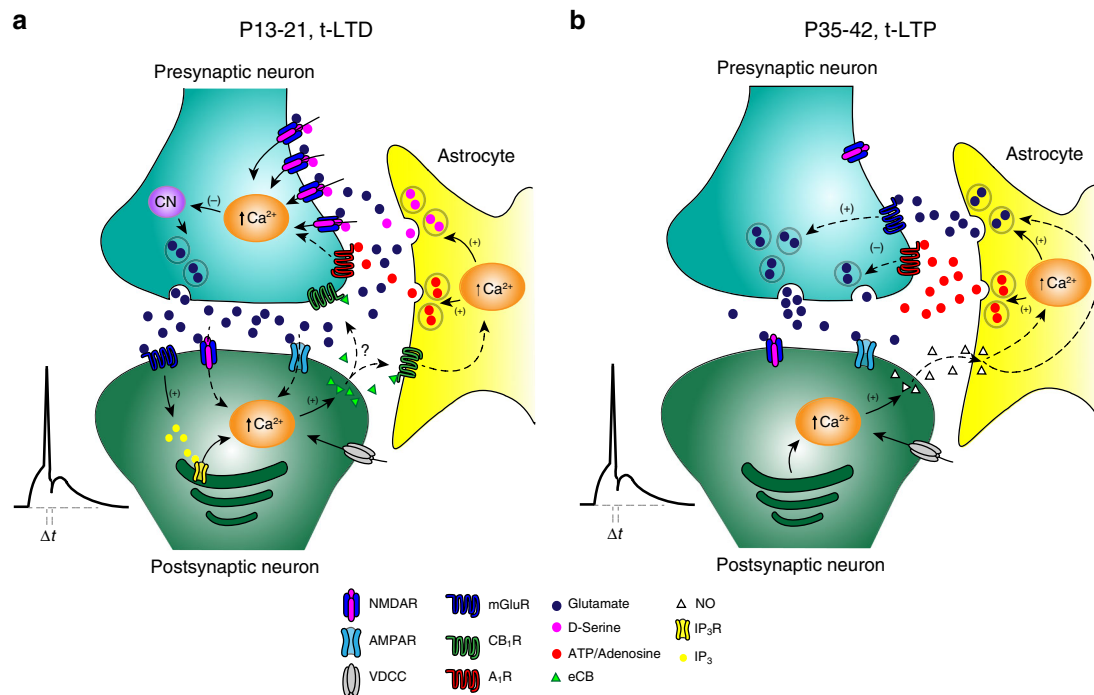 a
P13-21, t-LTD
Presynaptic neuron
Astrocyte
CN
(–)
↑Ca²⁺
(+)
↑Ca²⁺
(+)
?
(+)
(+)
↑Ca²⁺
Δt
Postsynaptic neuron
b
P35-42, t-LTP
Presynaptic neuron
Astrocyte
(+)
(–)
(+)
↑Ca²⁺
(+)
(+)
↑Ca²⁺
Δt
Postsynaptic neuron
NMDAR
AMPAR
VDCC
mGluR
CB₁R
A₁R
Glutamate
D-Serine
ATP/Adenosine
eCB
NO
IP₃R
IP₃